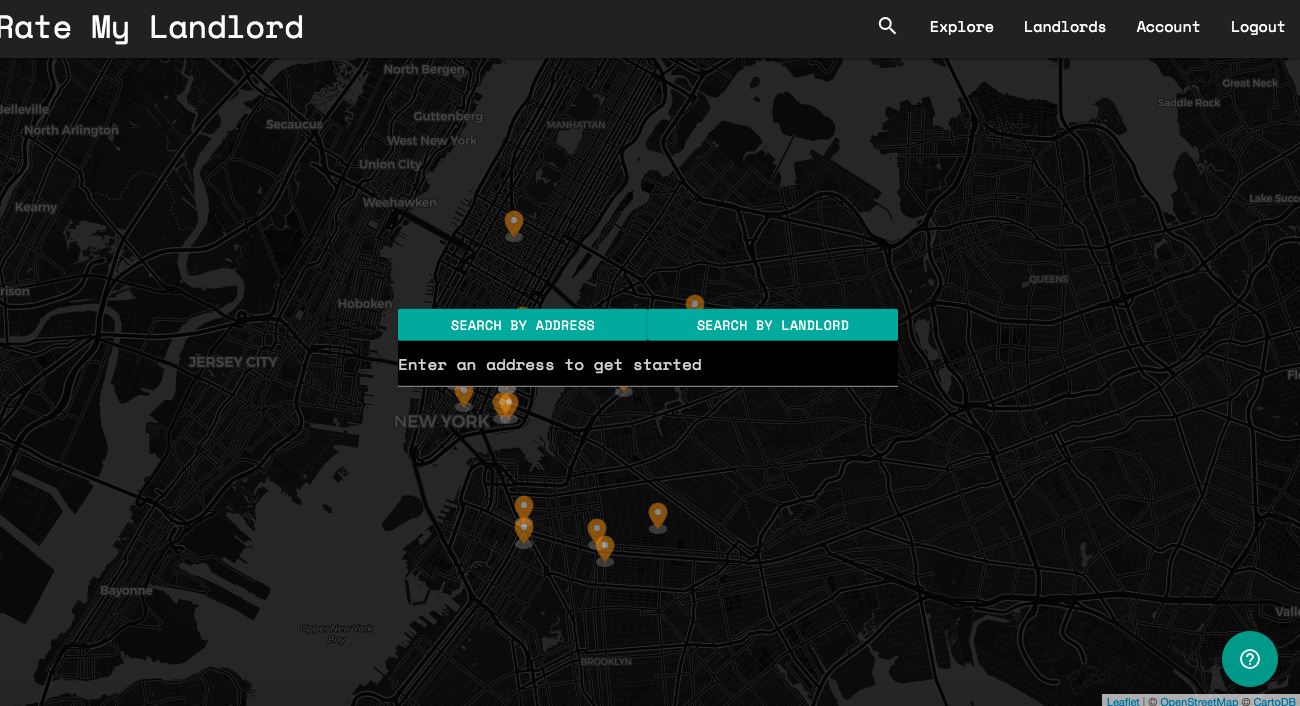 Rate My Landlord
Explore Landlords Account Logout
North Bergen
Great Neck
Saddle Rock
Belleville
Guttenberg
Secaucus
MANHATTAN
North Arlington
West New York
Union City
Weehawken
Lake Succ
Kearny
QUEENS
rison
Hoboken
SEARCH BY ADDRESS SEARCH BY LANDLORD
JERSEY CITY
Enter an address to get started
NEW YORK
Bayonne
Valle
Upper New York
Bay
BROOKLYN
Leaflet | © OpenStreetMap © CartoDB